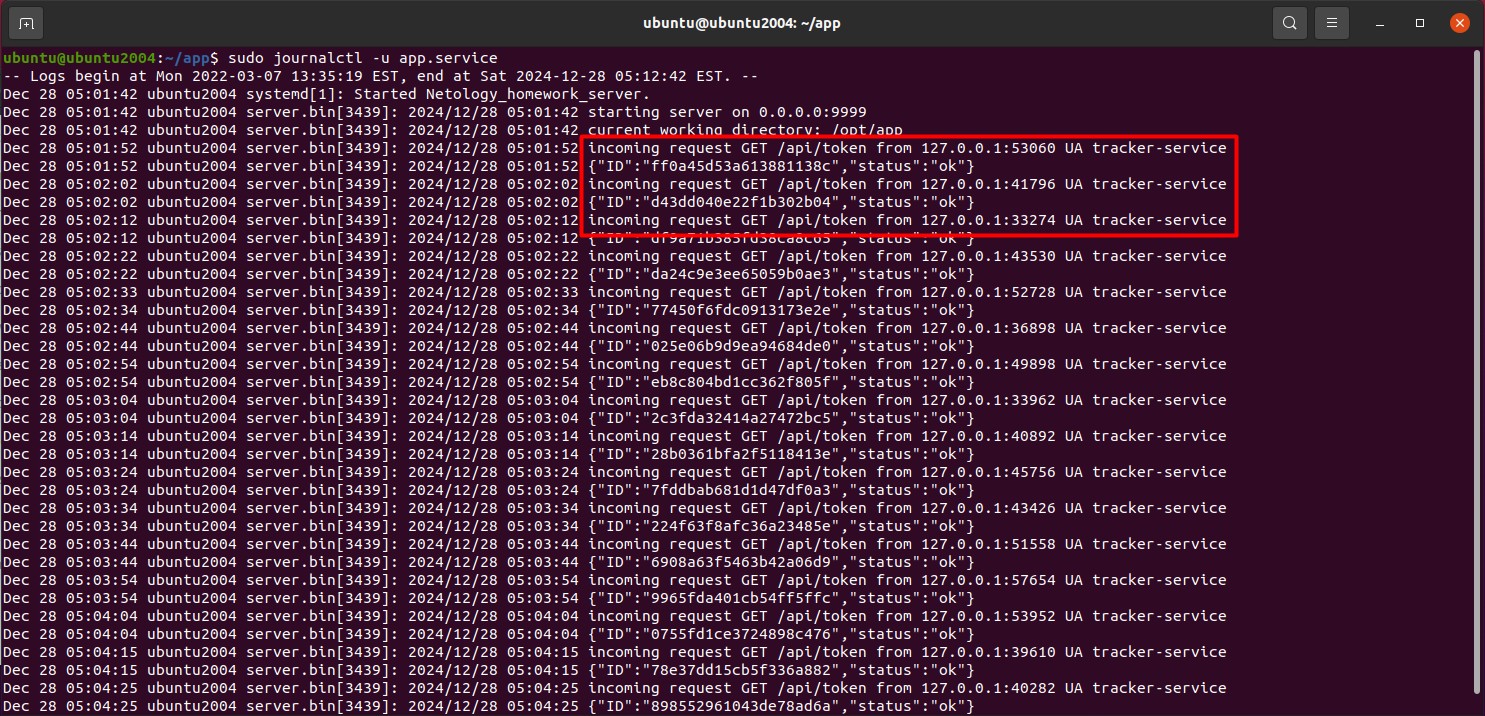 ubuntu@ubuntu2004: ~/app
ubuntu@ubuntu2004:~/app$ sudo journalctl -u app.service
-- Logs begin at Mon 2022-03-07 13:35:19 EST, end at Sat 2024-12-28 05:12:42 EST. --
Dec 28 05:01:42 ubuntu2004 systemd[1]: Started Netology_homework_server.
Dec 28 05:01:42 ubuntu2004 server.bin[3439]: 2024/12/28 05:01:42 starting server on 0.0.0.0:9999
Dec 28 05:01:42 ubuntu2004 server.bin[3439]: 2024/12/28 05:01:42 current working directory: /opt/app
Dec 28 05:01:52 ubuntu2004 server.bin[3439]: 2024/12/28 05:01:52 incoming request GET /api/token from 127.0.0.1:53060 UA tracker-service
Dec 28 05:01:52 ubuntu2004 server.bin[3439]: 2024/12/28 05:01:52 {"ID":"ff0a45d53a613881138c","status":"ok"}
Dec 28 05:02:02 ubuntu2004 server.bin[3439]: 2024/12/28 05:02:02 incoming request GET /api/token from 127.0.0.1:41796 UA tracker-service
Dec 28 05:02:02 ubuntu2004 server.bin[3439]: 2024/12/28 05:02:02 {"ID":"d43dd040e22f1b302b04","status":"ok"}
Dec 28 05:02:12 ubuntu2004 server.bin[3439]: 2024/12/28 05:02:12 incoming request GET /api/token from 127.0.0.1:33274 UA tracker-service
Dec 28 05:02:12 ubuntu2004 server.bin[3439]: 2024/12/28 05:02:12 {"ID":"df9a71b385fd38ca8c05","status":"ok"}
Dec 28 05:02:22 ubuntu2004 server.bin[3439]: 2024/12/28 05:02:22 incoming request GET /api/token from 127.0.0.1:43530 UA tracker-service
Dec 28 05:02:22 ubuntu2004 server.bin[3439]: 2024/12/28 05:02:22 {"ID":"da24c9e3ee65059b0ae3","status":"ok"}
Dec 28 05:02:33 ubuntu2004 server.bin[3439]: 2024/12/28 05:02:33 incoming request GET /api/token from 127.0.0.1:52728 UA tracker-service
Dec 28 05:02:34 ubuntu2004 server.bin[3439]: 2024/12/28 05:02:34 {"ID":"77450f6fdc0913173e2e","status":"ok"}
Dec 28 05:02:44 ubuntu2004 server.bin[3439]: 2024/12/28 05:02:44 incoming request GET /api/token from 127.0.0.1:36898 UA tracker-service
Dec 28 05:02:44 ubuntu2004 server.bin[3439]: 2024/12/28 05:02:44 {"ID":"025e06b9d9ea94684de0","status":"ok"}
Dec 28 05:02:54 ubuntu2004 server.bin[3439]: 2024/12/28 05:02:54 incoming request GET /api/token from 127.0.0.1:49898 UA tracker-service
Dec 28 05:02:54 ubuntu2004 server.bin[3439]: 2024/12/28 05:02:54 {"ID":"eb8c804bd1cc362f805f","status":"ok"}
Dec 28 05:03:04 ubuntu2004 server.bin[3439]: 2024/12/28 05:03:04 incoming request GET /api/token from 127.0.0.1:33962 UA tracker-service
Dec 28 05:03:04 ubuntu2004 server.bin[3439]: 2024/12/28 05:03:04 {"ID":"2c3fda32414a27472bc5","status":"ok"}
Dec 28 05:03:14 ubuntu2004 server.bin[3439]: 2024/12/28 05:03:14 incoming request GET /api/token from 127.0.0.1:40892 UA tracker-service
Dec 28 05:03:14 ubuntu2004 server.bin[3439]: 2024/12/28 05:03:14 {"ID":"28b0361bfa2f5118413e","status":"ok"}
Dec 28 05:03:24 ubuntu2004 server.bin[3439]: 2024/12/28 05:03:24 incoming request GET /api/token from 127.0.0.1:45756 UA tracker-service
Dec 28 05:03:24 ubuntu2004 server.bin[3439]: 2024/12/28 05:03:24 {"ID":"7fddbab681d1d47df0a3","status":"ok"}
Dec 28 05:03:34 ubuntu2004 server.bin[3439]: 2024/12/28 05:03:34 incoming request GET /api/token from 127.0.0.1:43426 UA tracker-service
Dec 28 05:03:34 ubuntu2004 server.bin[3439]: 2024/12/28 05:03:34 {"ID":"224f63f8afc36a23485e","status":"ok"}
Dec 28 05:03:44 ubuntu2004 server.bin[3439]: 2024/12/28 05:03:44 incoming request GET /api/token from 127.0.0.1:51558 UA tracker-service
Dec 28 05:03:44 ubuntu2004 server.bin[3439]: 2024/12/28 05:03:44 {"ID":"6908a63f5463b42a06d9","status":"ok"}
Dec 28 05:03:54 ubuntu2004 server.bin[3439]: 2024/12/28 05:03:54 incoming request GET /api/token from 127.0.0.1:57654 UA tracker-service
Dec 28 05:03:54 ubuntu2004 server.bin[3439]: 2024/12/28 05:03:54 {"ID":"9965fda401cb54ff5ffc","status":"ok"}
Dec 28 05:04:04 ubuntu2004 server.bin[3439]: 2024/12/28 05:04:04 incoming request GET /api/token from 127.0.0.1:53952 UA tracker-service
Dec 28 05:04:04 ubuntu2004 server.bin[3439]: 2024/12/28 05:04:04 {"ID":"0755fd1ce3724898c476","status":"ok"}
Dec 28 05:04:15 ubuntu2004 server.bin[3439]: 2024/12/28 05:04:15 incoming request GET /api/token from 127.0.0.1:39610 UA tracker-service
Dec 28 05:04:15 ubuntu2004 server.bin[3439]: 2024/12/28 05:04:15 {"ID":"78e37dd15cb5f336a882","status":"ok"}
Dec 28 05:04:25 ubuntu2004 server.bin[3439]: 2024/12/28 05:04:25 incoming request GET /api/token from 127.0.0.1:40282 UA tracker-service
Dec 28 05:04:25 ubuntu2004 server.bin[3439]: 2024/12/28 05:04:25 {"ID":"898552961043de78ad6a","status":"ok"}